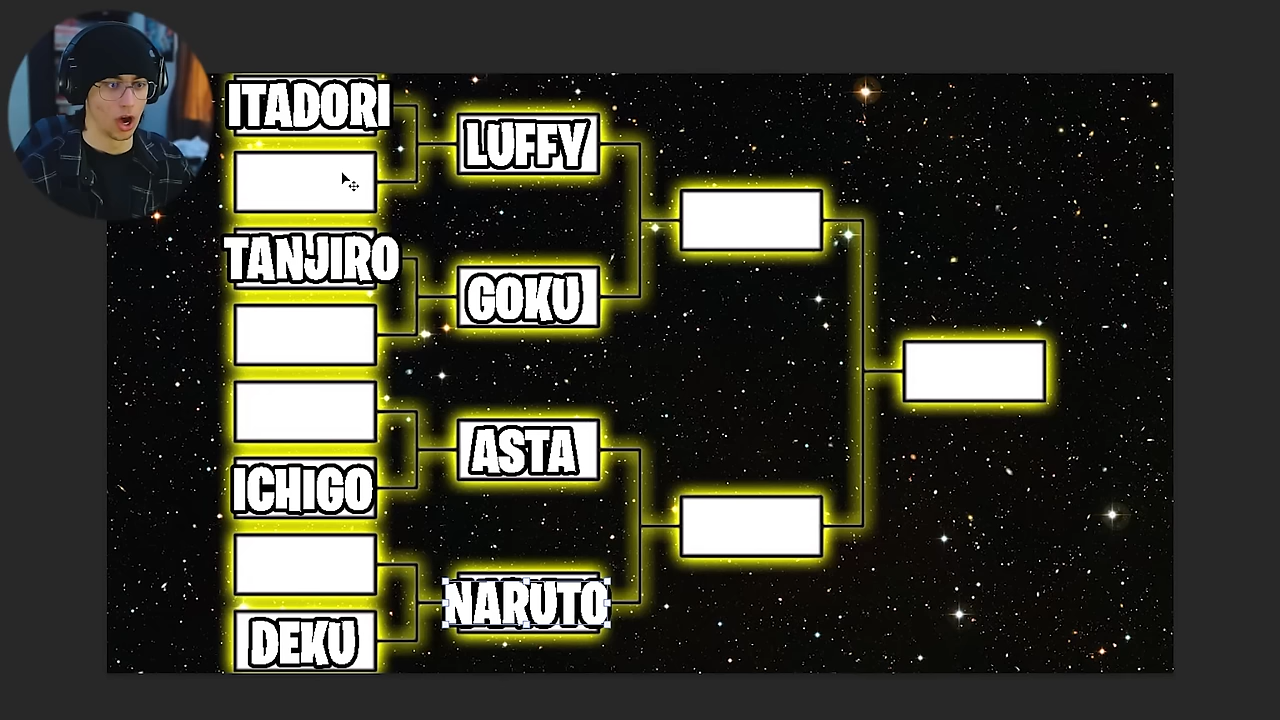 ITADORI
LUFFY
TANJIRO
GOKU
ASTA
ICHIGO
NARUTO
DEKU